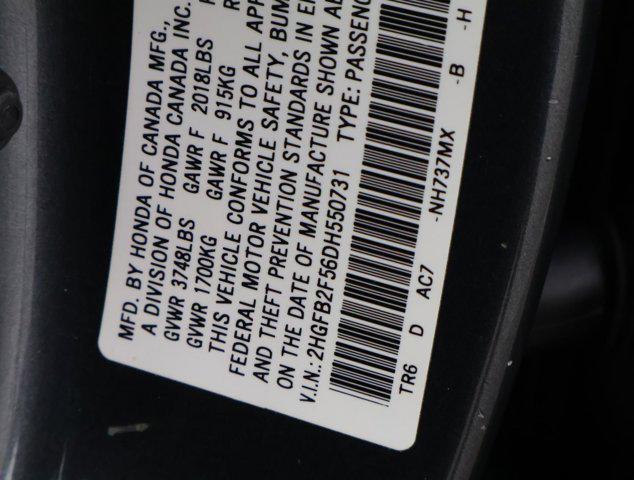 MFD. BY HONDA OF CANADA MFG.,
A DIVISION OF HONDA CANADA INC.
GVWR 3748LBS GAWR F 2018LBS R
GVWR 1700KG GAWR F 915KG
THIS VEHICLE CONFORMS TO ALL APP
FEDERAL MOTOR VEHICLE SAFETY, BUM
AND THEFT PREVENTION STANDARDS IN E
ON THE DATE OF MANUFACTURE SHOWN AB
V.I.N.: 2HGFB2F56DH550731 TYPE: PASSENG
TR6 D AC7 -NH737MX -B -H